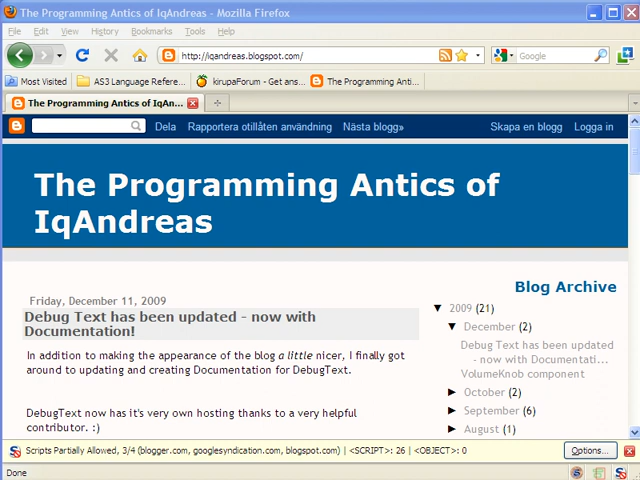 The Programming Antics of IqAndreas - Mozilla Firefox
File Edit View History Bookmarks Tools Help
http://iqandreas.blogspot.com/ Google
Most Visited AS3 Language Refere... kirupaForum - Get ans... The Programming Anti...
The Programming Antics of IqAn...
Dela Rapportera otillåten användning Nästa blogg» Skapa en blogg Logga in
The Programming Antics of
IqAndreas
Blog Archive
Friday, December 11, 2009
Debug Text has been updated - now with
Documentation!
In addition to making the appearance of the blog a little nicer, I finally got
around to updating and creating Documentation for DebugText.
DebugText now has it's very own hosting thanks to a very helpful
contributor. :)
▼ 2009 (21)
▼ December (2)
Debug Text has been updated
- now with Documentati...
VolumeKnob component
► October (2)
► September (6)
► August (1)
Scripts Partially Allowed, 3/4 (blogger.com, googlesyndication.com, blogspot.com) | <SCRIPT>: 26 | <OBJECT>: 0 Options...
Done